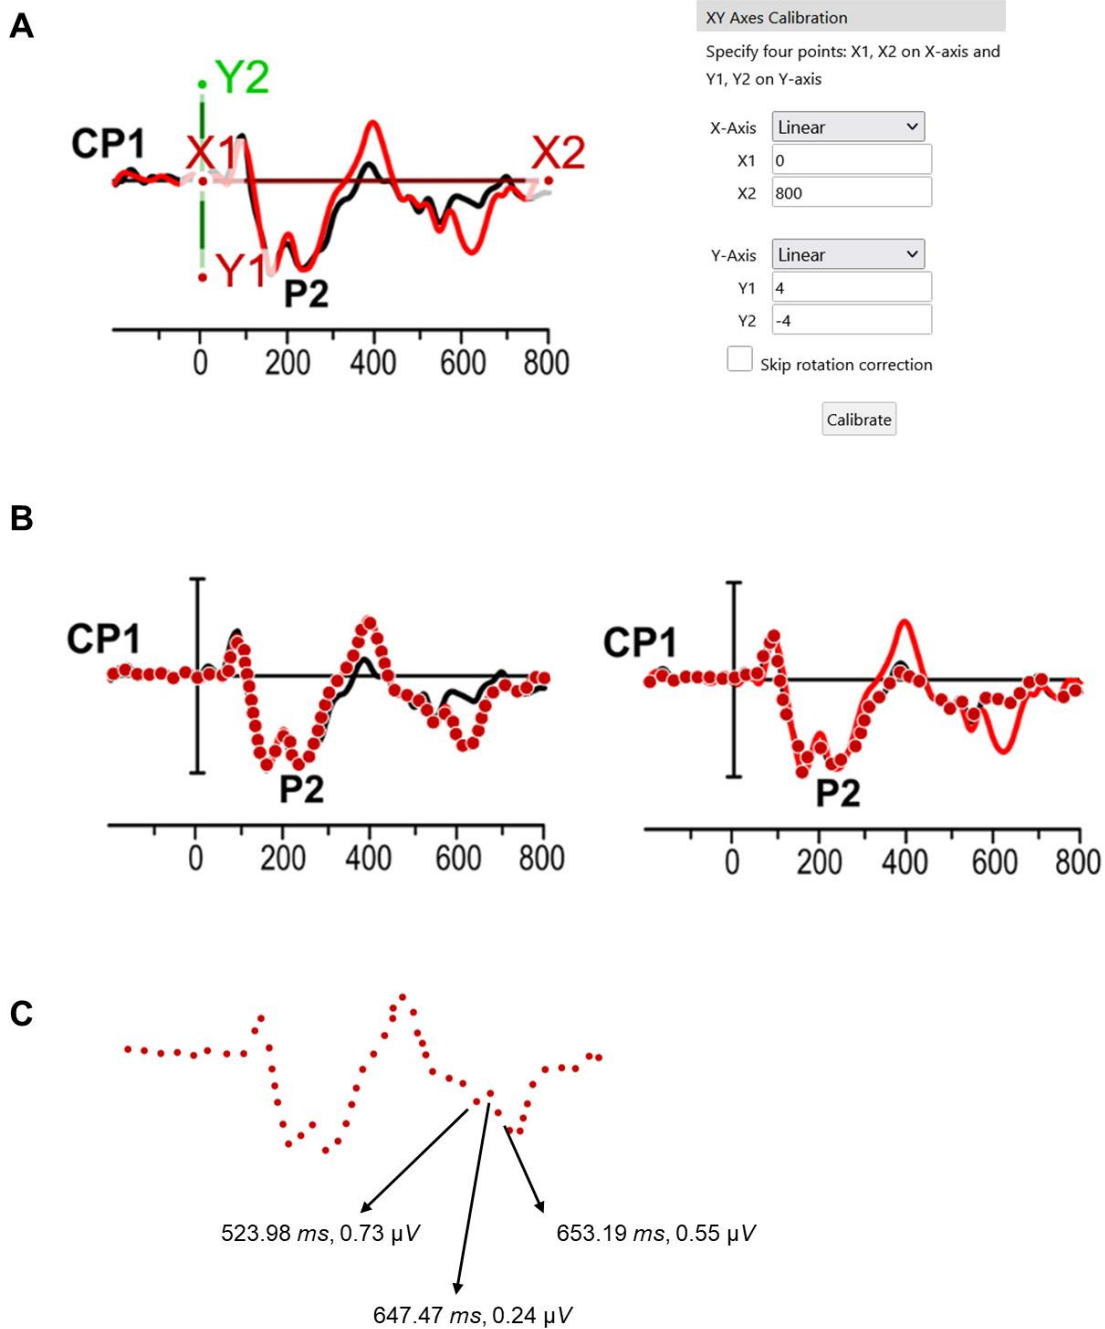 A
XY Axes Calibration
Specify four points: X1, X2 on X-axis and
Y1, Y2 on Y-axis
X-Axis Linear
X1 0
X2 800
Y-Axis Linear
Y1 4
Y2 -4
Skip rotation correction
Calibrate
Y2
CP1
X1
X2
Y1
P2
0 200 400 600 800
B
CP1
P2
0 200 400 600 800
CP1
P2
0 200 400 600 800
C
523.98 ms, 0.73 μV
653.19 ms, 0.55 μV
647.47 ms, 0.24 μV